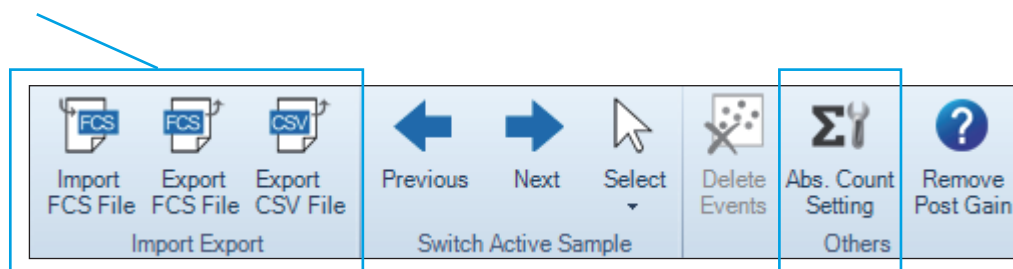 FCS FCS CSV ?
Import Export Export Previous Next Select Delete Abs. Count Remove
FCS File FCS File CSV File Events Setting Post Gain
Import Export Switch Active Sample Others